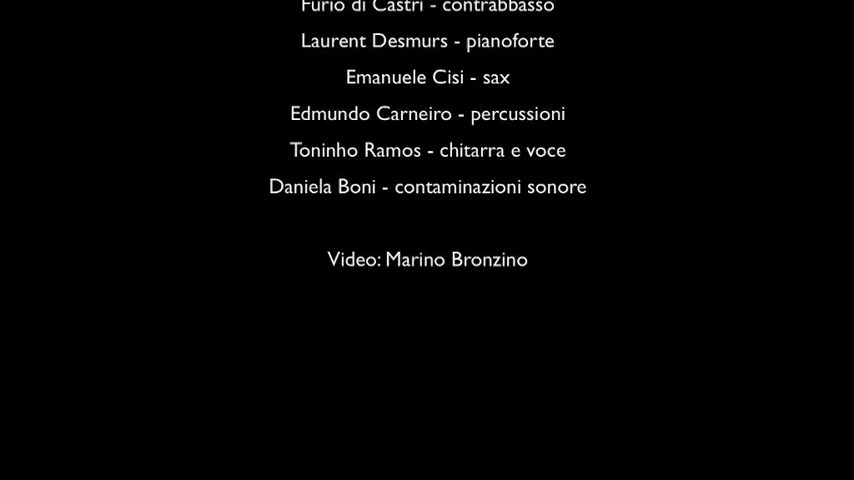 Furio di Castri - contrabbasso
Laurent Desmurs - pianoforte
Emanuele Cisi - sax
Edmundo Carneiro - percussioni
Toninho Ramos - chitarra e voce
Daniela Boni - contaminazioni sonore
Video: Marino Bronzino